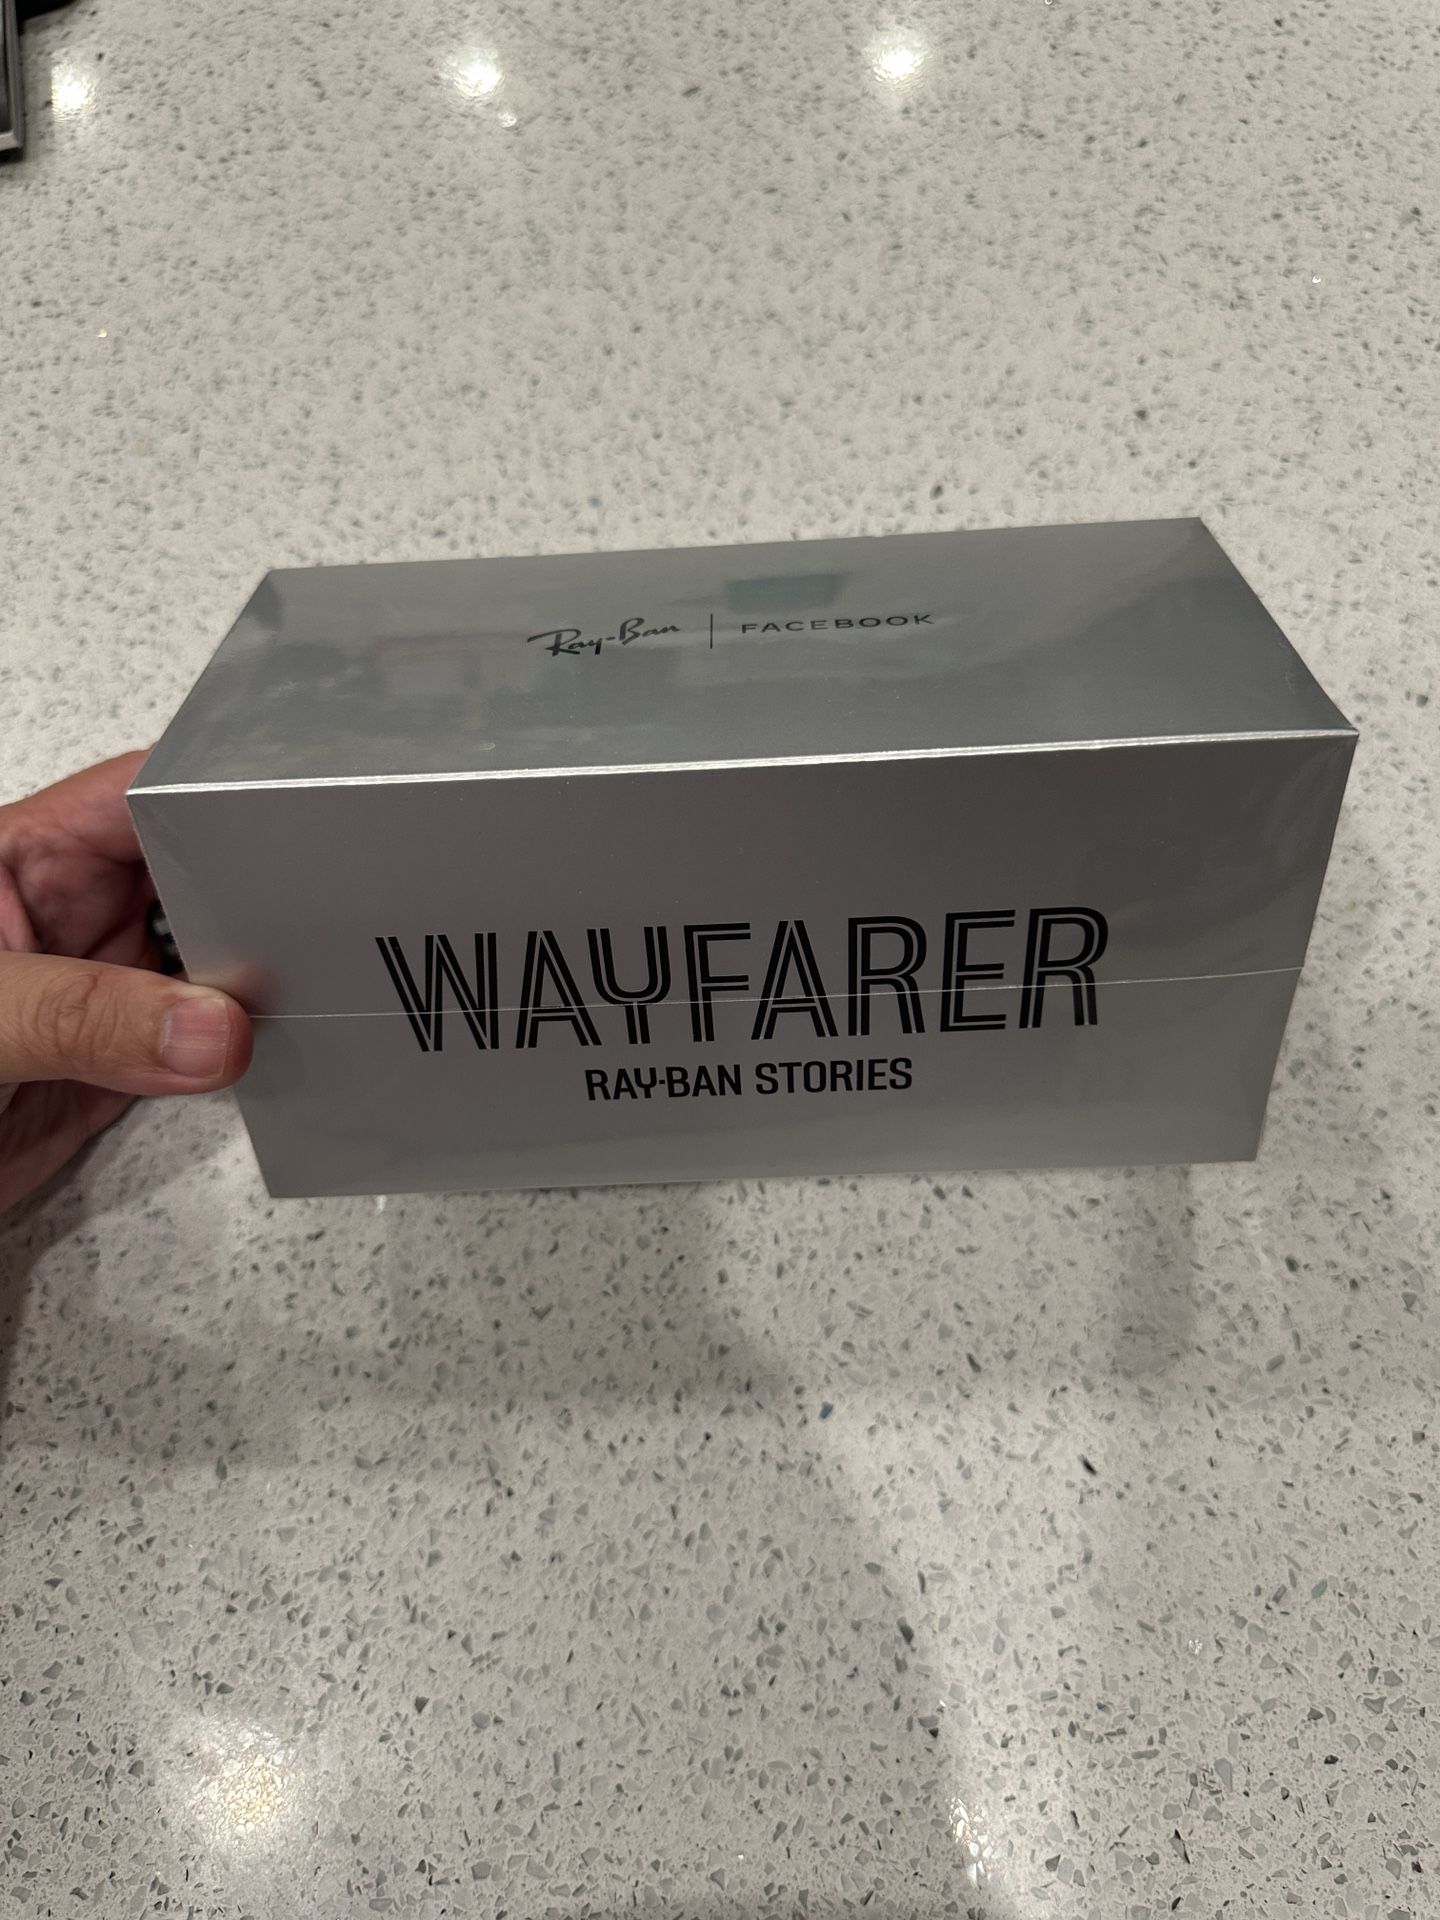 Ray-Ban | FACEBOOK
WAYFARER
RAY-BAN STORIES